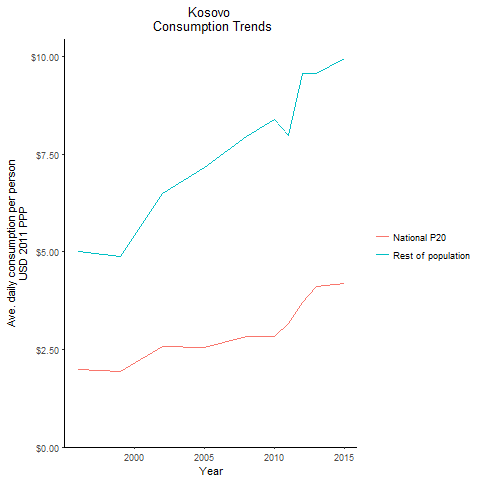 Kosovo
Consumption Trends
$10.00
$7.50
$5.00
$2.50
$0.00
Ave. daily consumption per person
USD 2011 PPP
2000
2005
2010
2015
Year
National P20
Rest of population